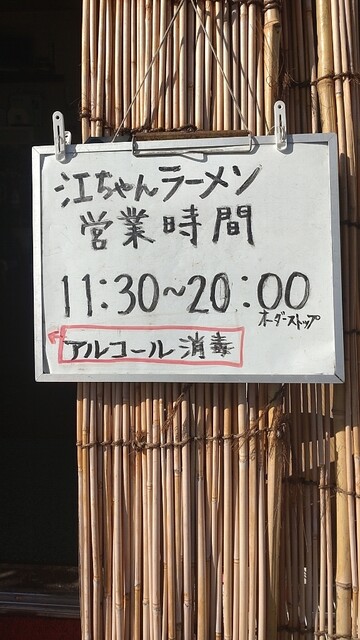 江ちゃんラーメン
営業時間
11:30~20:00
オーダーストップ
アルコール消毒